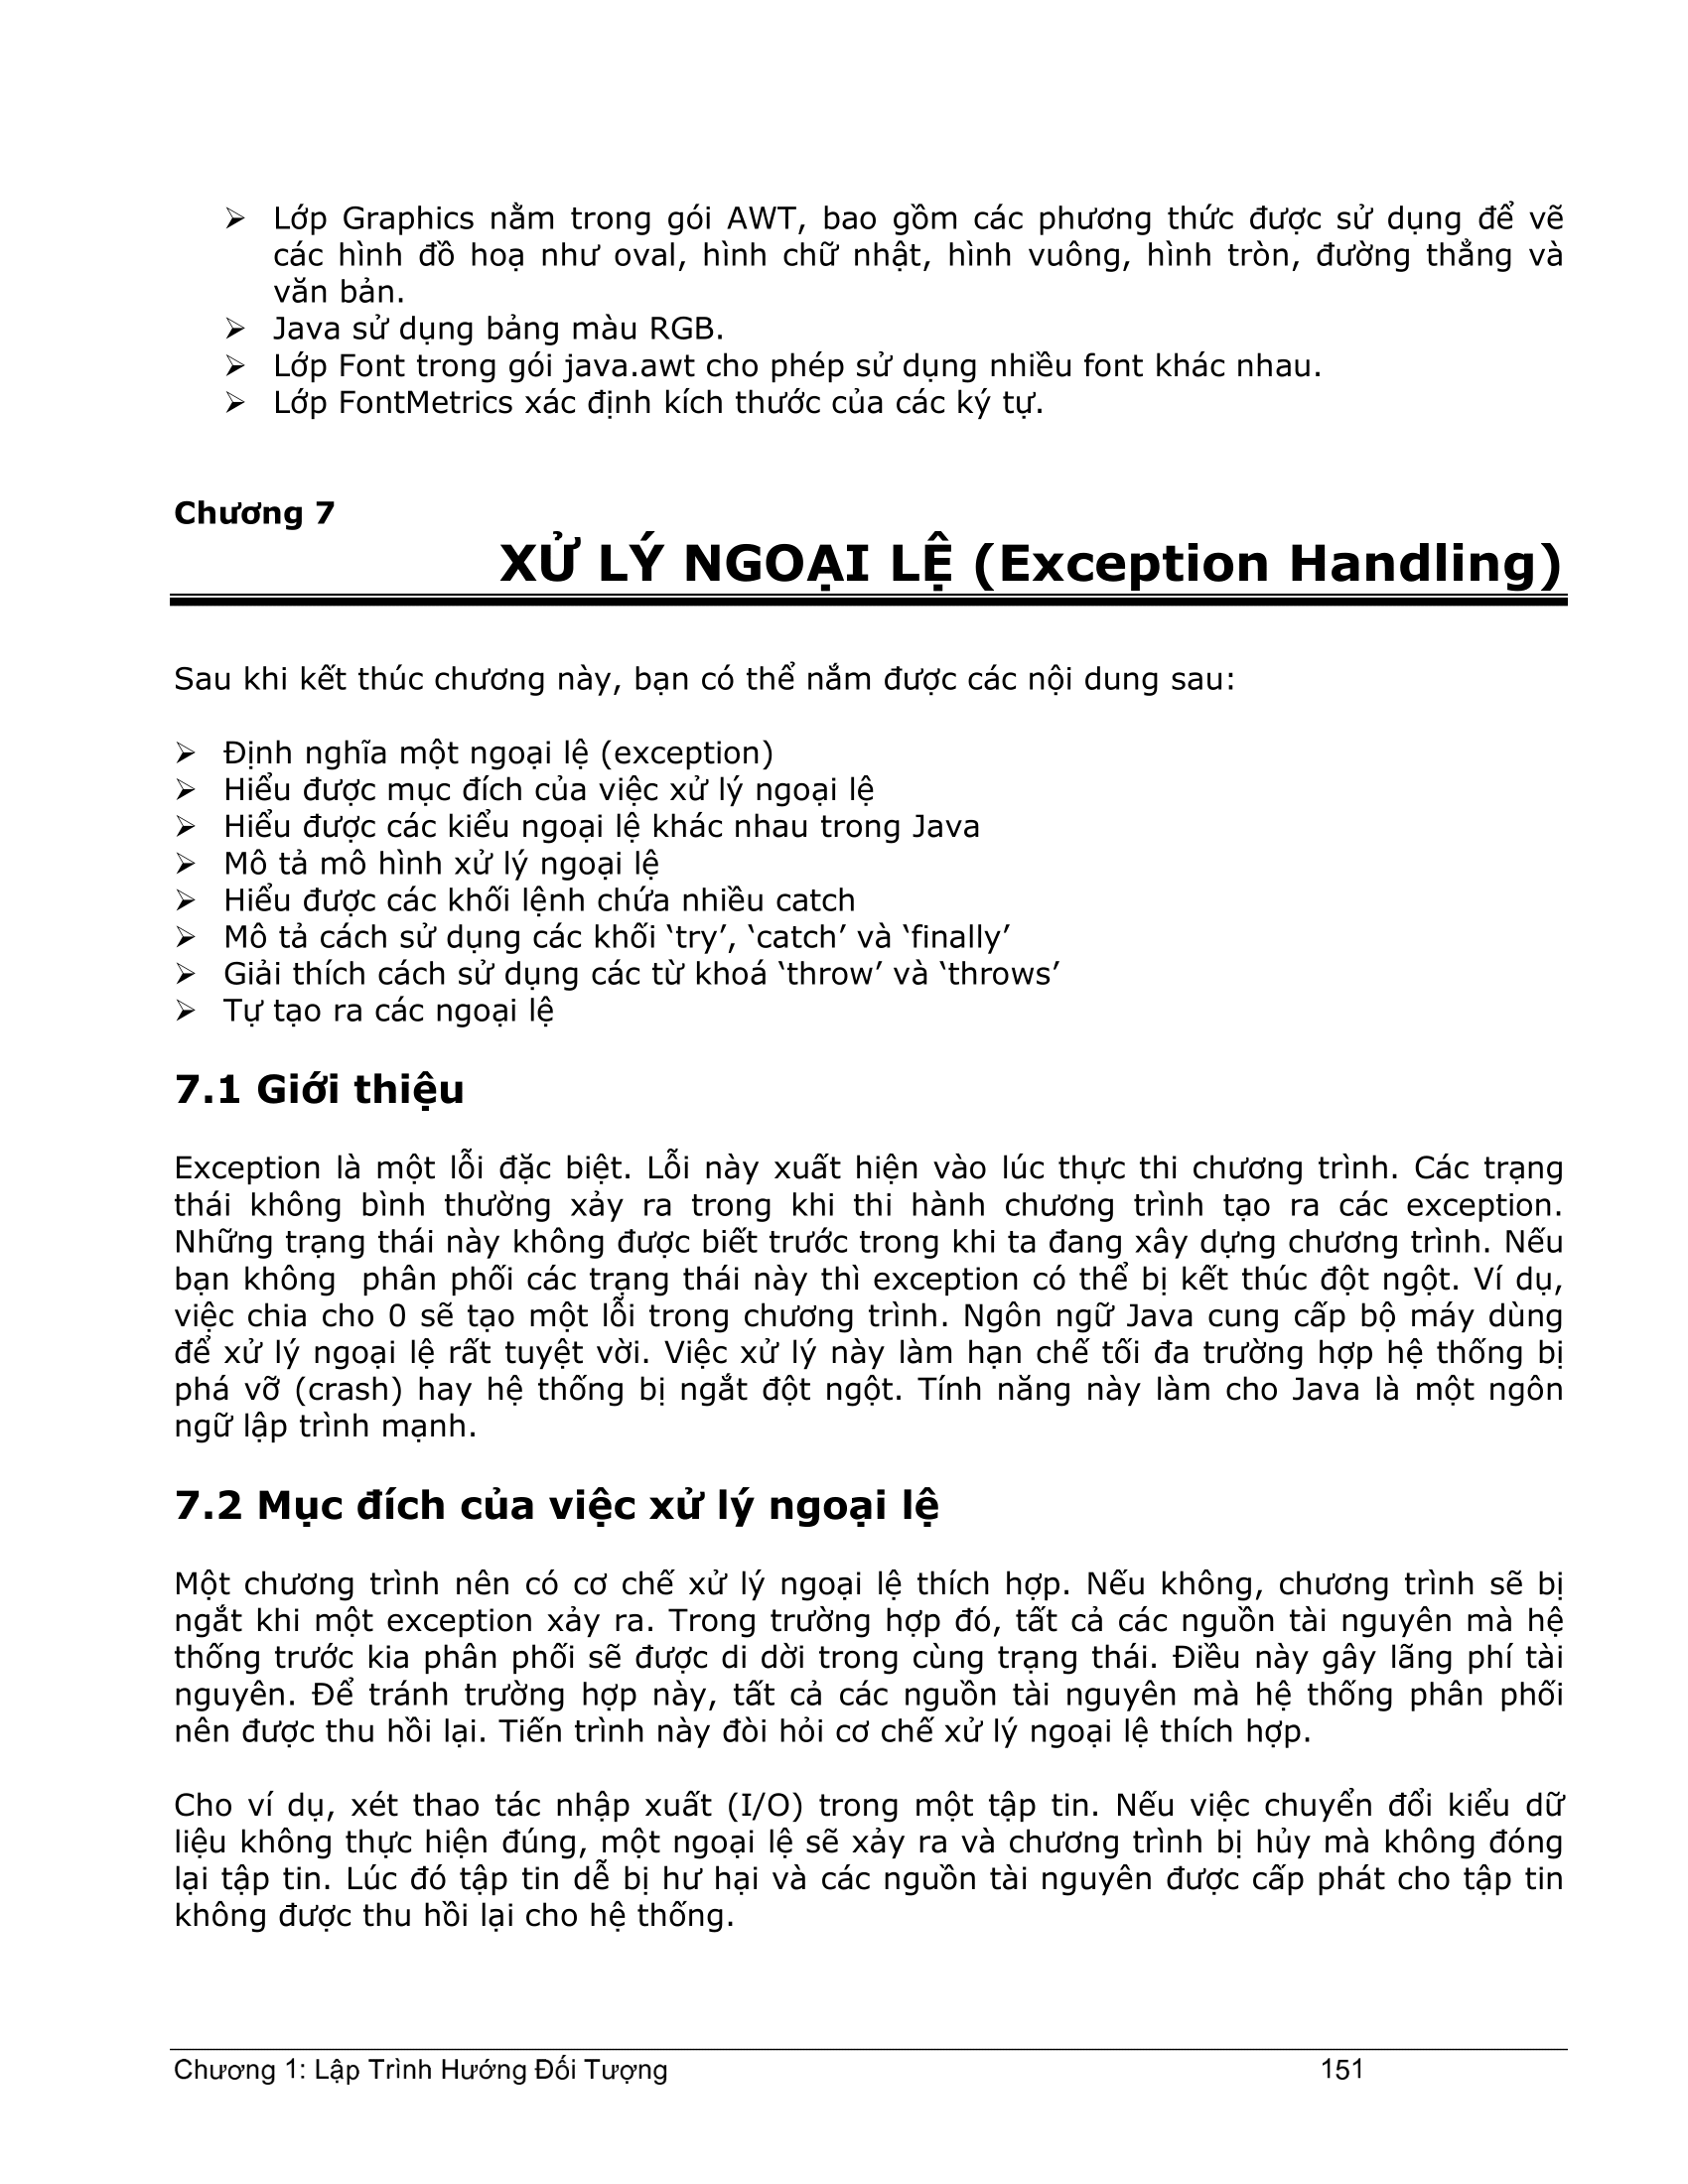 ➢ Lớp Graphics nằm trong gói AWT, bao gồm các phương thức được sử dụng để vẽ
các hình đồ hoạ như oval, hình chữ nhật, hình vuông, hình tròn, đường thẳng và
văn bản.
➢ Java sử dụng bảng màu RGB.
➢ Lớp Font trong gói java.awt cho phép sử dụng nhiều font khác nhau.
➢ Lớp FontMetrics xác định kích thước của các ký tự.
Chương 7
XỬ LÝ NGOẠI LỆ (Exception Handling)
Sau khi kết thúc chương này, bạn có thể nắm được các nội dung sau:
➢ Định nghĩa một ngoại lệ (exception)
➢ Hiểu được mục đích của việc xử lý ngoại lệ
➢ Hiểu được các kiểu ngoại lệ khác nhau trong Java
➢ Mô tả mô hình xử lý ngoại lệ
➢ Hiểu được các khối lệnh chứa nhiều catch
➢ Mô tả cách sử dụng các khối ‘try’, ‘catch’ và ‘finally’
➢ Giải thích cách sử dụng các từ khoá ‘throw’ và ‘throws’
➢ Tự tạo ra các ngoại lệ
7.1 Giới thiệu
Exception là một lỗi đặc biệt. Lỗi này xuất hiện vào lúc thực thi chương trình. Các trạng
thái không bình thường xảy ra trong khi thi hành chương trình tạo ra các exception.
Những trạng thái này không được biết trước trong khi ta đang xây dựng chương trình. Nếu
bạn không  phân phối các trạng thái này thì exception có thể bị kết thúc đột ngột. Ví dụ,
việc chia cho 0 sẽ tạo một lỗi trong chương trình. Ngôn ngữ Java cung cấp bộ máy dùng
để xử lý ngoại lệ rất tuyệt vời. Việc xử lý này làm hạn chế tối đa trường hợp hệ thống bị
phá vỡ (crash) hay hệ thống bị ngắt đột ngột. Tính năng này làm cho Java là một ngôn
ngữ lập trình mạnh.
7.2 Mục đích của việc xử lý ngoại lệ
Một chương trình nên có cơ chế xử lý ngoại lệ thích hợp. Nếu không, chương trình sẽ bị
ngắt khi một exception xảy ra. Trong trường hợp đó, tất cả các nguồn tài nguyên mà hệ
thống trước kia phân phối sẽ được di dời trong cùng trạng thái. Điều này gây lãng phí tài
nguyên. Để tránh trường hợp này, tất cả các nguồn tài nguyên mà hệ thống phân phối
nên được thu hồi lại. Tiến trình này đòi hỏi cơ chế xử lý ngoại lệ thích hợp.
Cho ví dụ, xét thao tác nhập xuất (I/O) trong một tập tin. Nếu việc chuyển đổi kiểu dữ
liệu không thực hiện đúng, một ngoại lệ sẽ xảy ra và chương trình bị hủy mà không đóng
lại tập tin. Lúc đó tập tin dễ bị hư hại và các nguồn tài nguyên được cấp phát cho tập tin
không được thu hồi lại cho hệ thống.
Chương 1: Lập Trình Hướng Đối Tượng 151